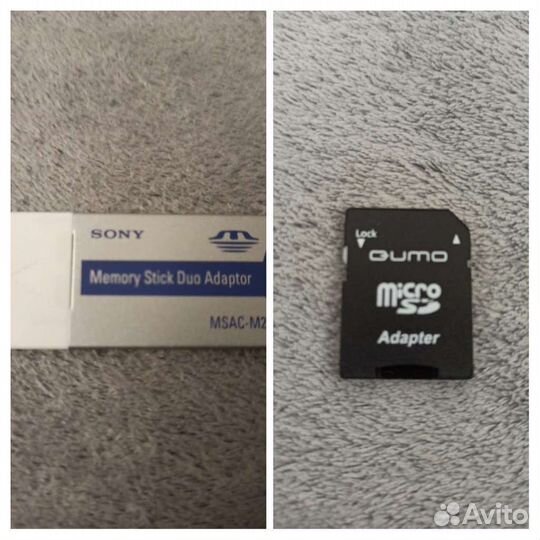 SONY
Memory Stick Duo Adaptor
MSAC-M2
Lock
Qumo
micro
SD
Adapter
Avito